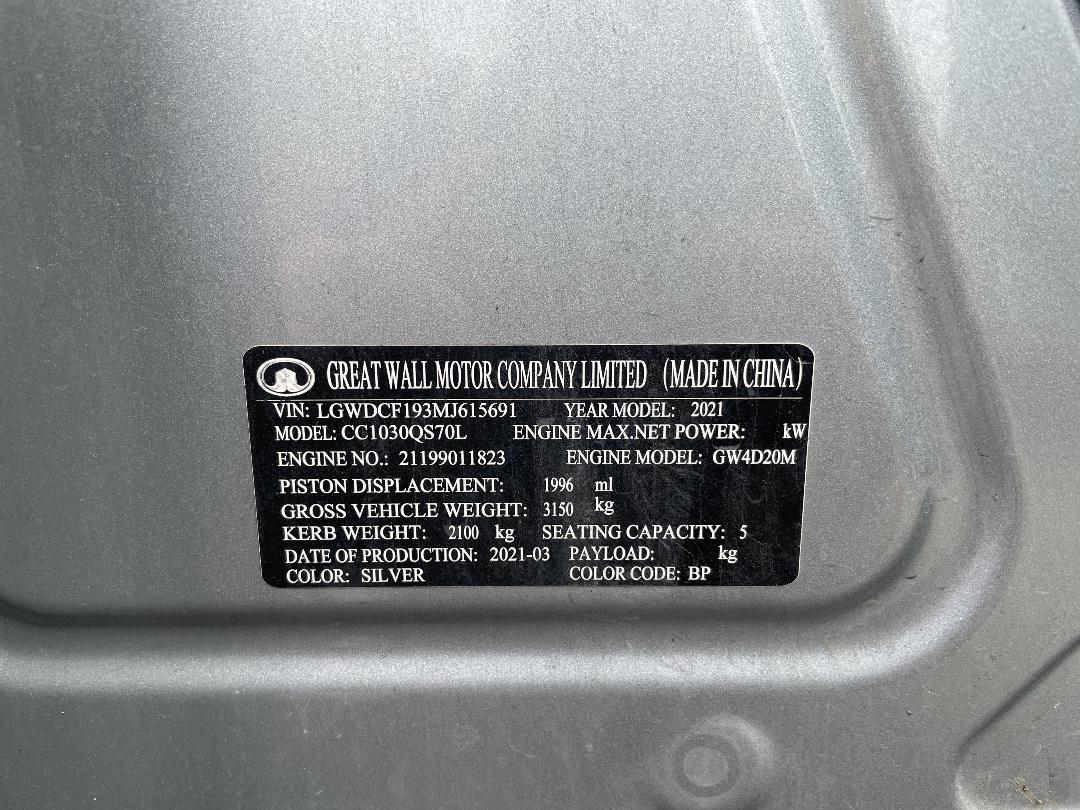 GREAT WALL MOTOR COMPANY LIMITED (MADE IN CHINA)
VIN: LGWDCF193MJ615691 YEAR MODEL: 2021
MODEL: CC1030QS70L ENGINE MAX.NET POWER: kW
ENGINE NO.: 21199011823 ENGINE MODEL: GW4D20M
PISTON DISPLACEMENT: 1996 ml
GROSS VEHICLE WEIGHT: 3150 kg
KERB WEIGHT: 2100 kg SEATING CAPACITY: 5
DATE OF PRODUCTION: 2021-03 PAYLOAD: kg
COLOR: SILVER COLOR CODE: BP